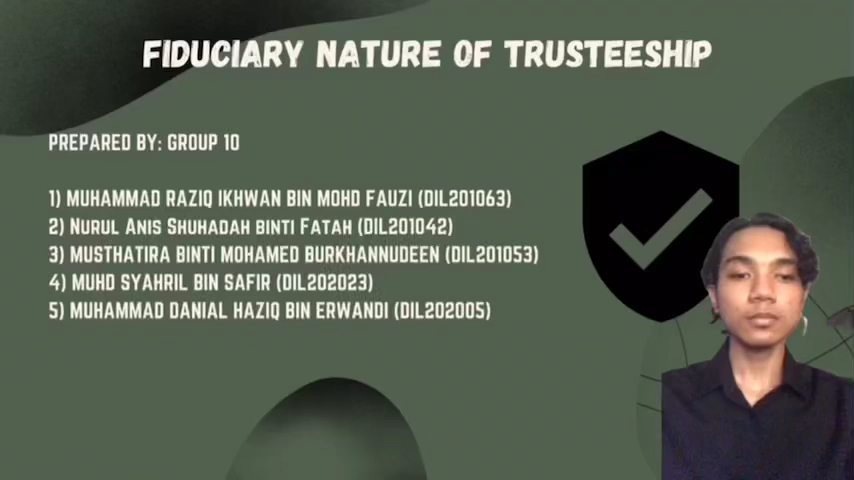 FIDUCIARY NATURE OF TRUSTEESHIP
PREPARED BY: GROUP 10
1) MUHAMMAD RAZIQ IKHWAN BIN MOHD FAUZI (DIL201063)
2) NURUL ANIS SHUHADAH BINTI FATAH (DIL201042)
3) MUSTHATIRA BINTI MOHAMED BURKHANNUDEEN (DIL201053)
4) MUHD SYAHRIL BIN SAFIR (DIL202023)
5) MUHAMMAD DANIAL HAZIQ BIN ERWANDI (DIL202005)